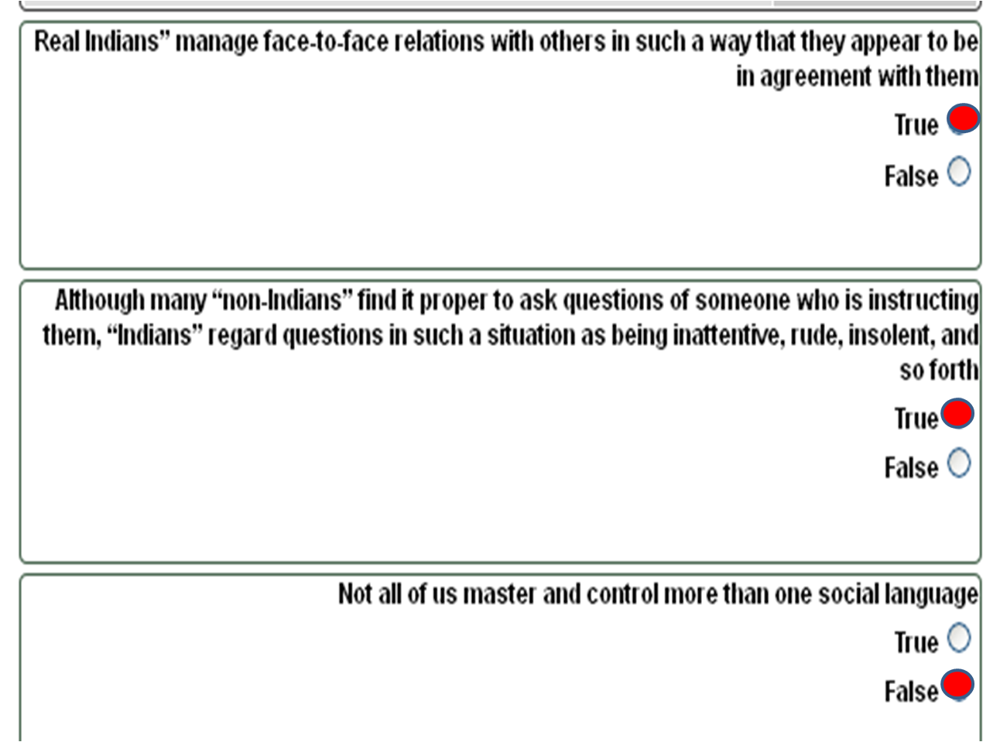 Real Indians” manage face-to-face relations with others in such a way that they appear to be
in agreement with them
True
False
Although many “non-Indians” find it proper to ask questions of someone who is instructing
them, “Indians” regard questions in such a situation as being inattentive, rude, insolent, and
so forth
True
False
Not all of us master and control more than one social language
True
False